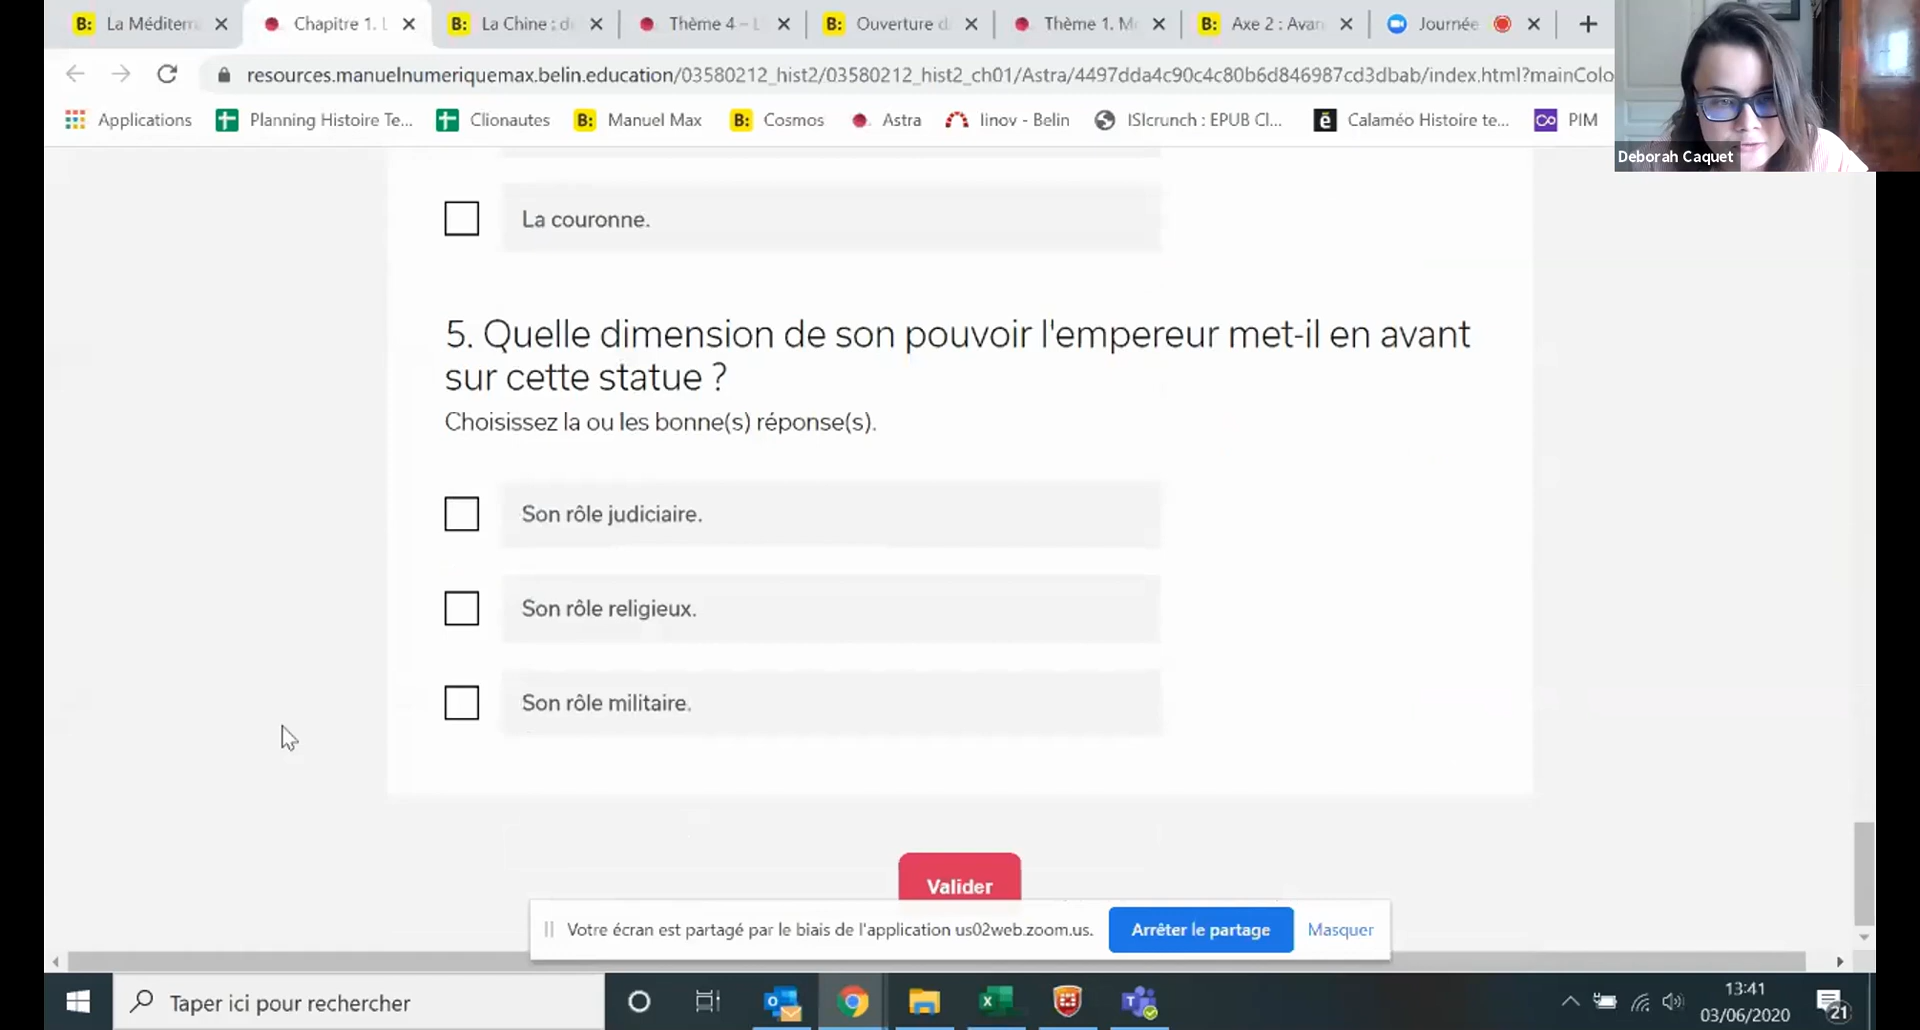 La Méditerra
Chapitre 1. L
La Chine : d
Thème 4 – L
Ouverture d
Thème 1. M
Axe 2 : Avan
Journée
resources.manuelnumeriquemax.belin.education/03580212_hist2/03580212_hist2_ch01/Astra/4497dda4c90c4c80b6d846987cd3dbab/index.html?mainColo
Applications
Planning Histoire Te...
Clionautes
Manuel Max
Cosmos
Astra
Iinov - Belin
ISIcrunch : EPUB Cl...
Calaméo Histoire te...
PIM
Deborah Caquet
La couronne.
5. Quelle dimension de son pouvoir l'empereur met-il en avant
sur cette statue ?
Choisissez la ou les bonne(s) réponse(s).
Son rôle judiciaire.
Son rôle religieux.
Son rôle militaire.
Valider
Votre écran est partagé par le biais de l'application us02web.zoom.us.
Arrêter le partage
Masquer
Taper ici pour rechercher
13:41
03/06/2020
21